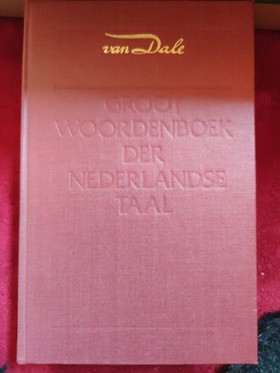 van Dale
GROOT
WOORDENBOEK
DER
NEDERLANDSE
TAAL